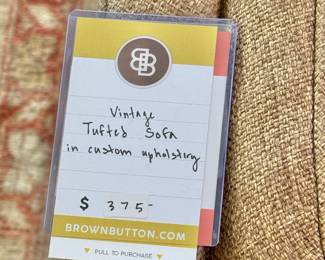 BB
Vintage
Tufted Sofa
in custom upholstery
$ 375-
BROWNBUTTON.COM
PULL TO PURCHASE